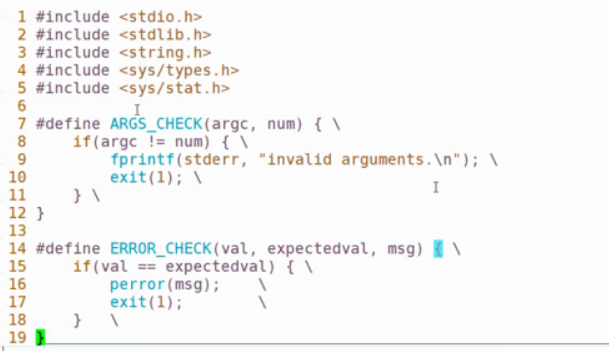 1 #include <stdio.h>
2 #include <stdlib.h>
3 #include <string.h>
4 #include <sys/types.h>
5 #include <sys/stat.h>
6
7 #define ARGS_CHECK(argc, num) { \
8     if(argc != num) { \
9         fprintf(stderr, "invalid arguments.\n"); \
10         exit(1); \
11     } \
12 }
13
14 #define ERROR_CHECK(val, expectedval, msg) { \
15     if(val == expectedval) { \
16         perror(msg);    \
17         exit(1);        \
18     }   \
19 }